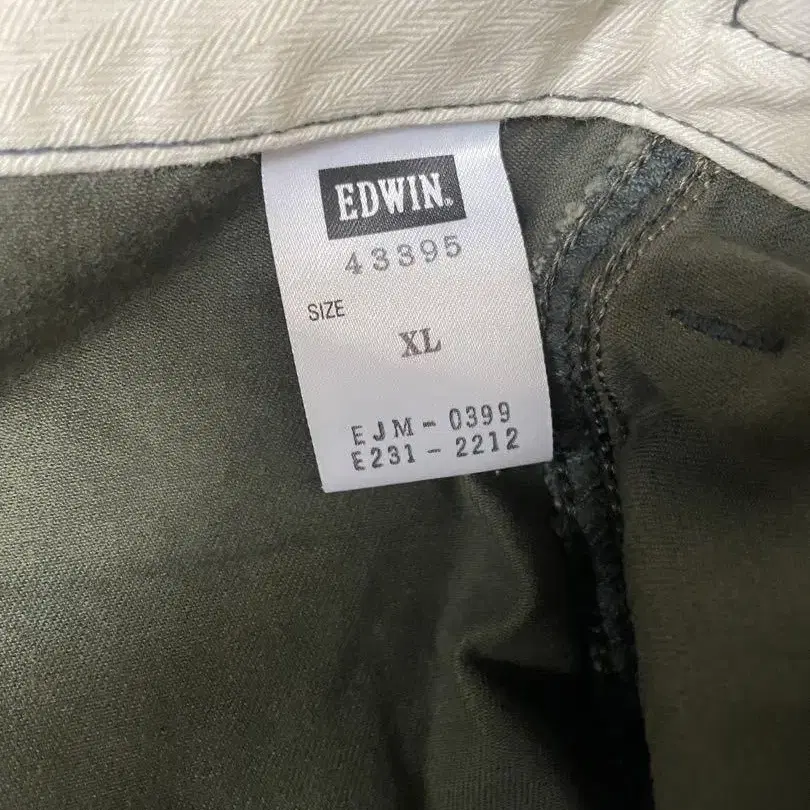 EDWIN.
43395
SIZE
XL
EJM-0399
E231-2212